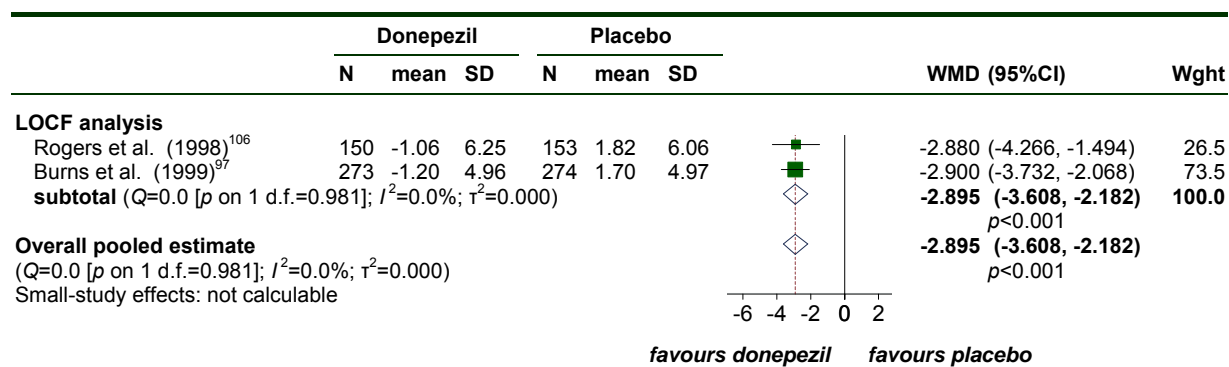 Donepezil Placebo
N mean SD N mean SD WMD (95%CI) Wght
LOCF analysis
Rogers et al. (1998)106 150 -1.06 6.25 153 1.82 6.06 -2.880 (-4.266, -1.494) 26.5
Burns et al. (1999)97 273 -1.20 4.96 274 1.70 4.97 -2.900 (-3.732, -2.068) 73.5
subtotal (Q=0.0 [p on 1 d.f.=0.981]; I2=0.0%; τ2=0.000) -2.895 (-3.608, -2.182) 100.0
p<0.001
Overall pooled estimate -2.895 (-3.608, -2.182)
(Q=0.0 [p on 1 d.f.=0.981]; I2=0.0%; τ2=0.000) p<0.001
Small-study effects: not calculable
-6 -4 -2 0 2
favours donepezil favours placebo